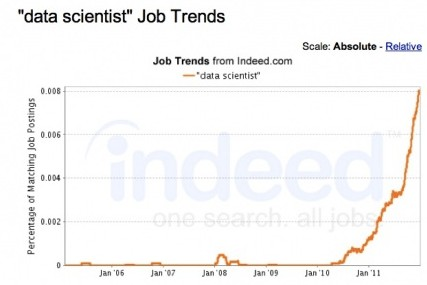 "data scientist" Job Trends
Scale: Absolute - Relative
Job Trends from Indeed.com
"data scientist"
Percentage of Matching Job Postings
0.008
0.006
0.004
0.002
0
indeed™
one search. all jobs
Jan '06
Jan '07
Jan '08
Jan '09
Jan '10
Jan '11